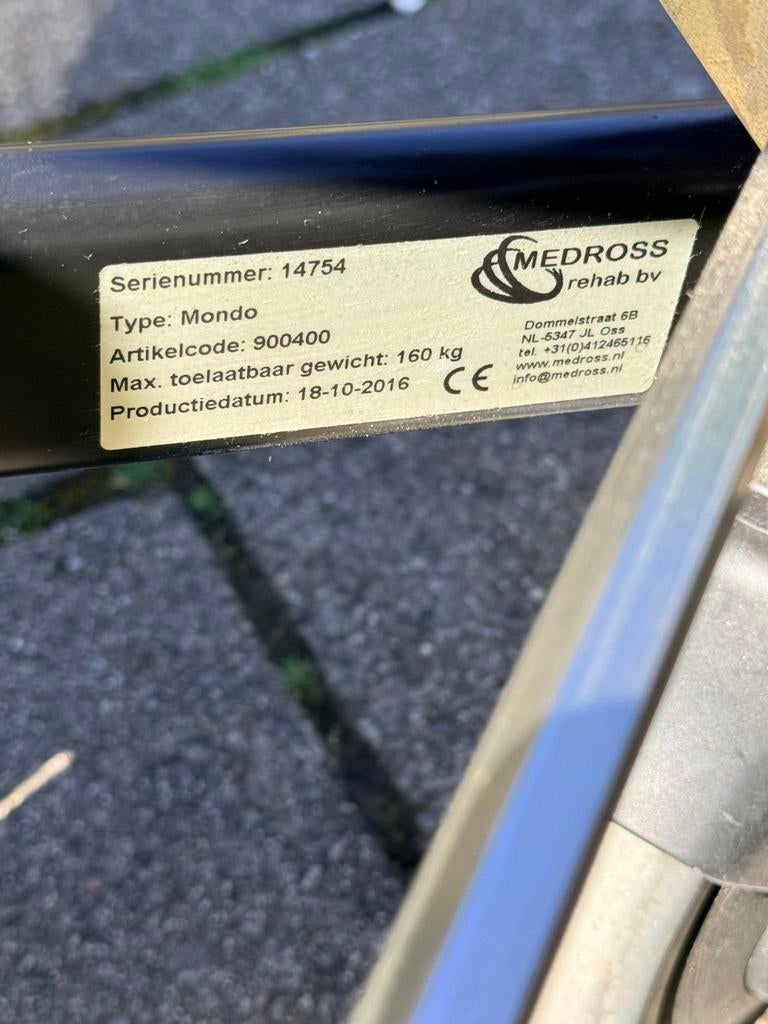 Serienummer: 14754
Type: Mondo
Artikelcode: 900400
Max. toelaatbaar gewicht: 160 kg
Productiedatum: 18-10-2016
CE
MEDROSS
rehab bv
Dommelstraat 6B
NL-5347 JL Oss
tel. +31(0)412465116
www.medross.nl
info@medross.nl